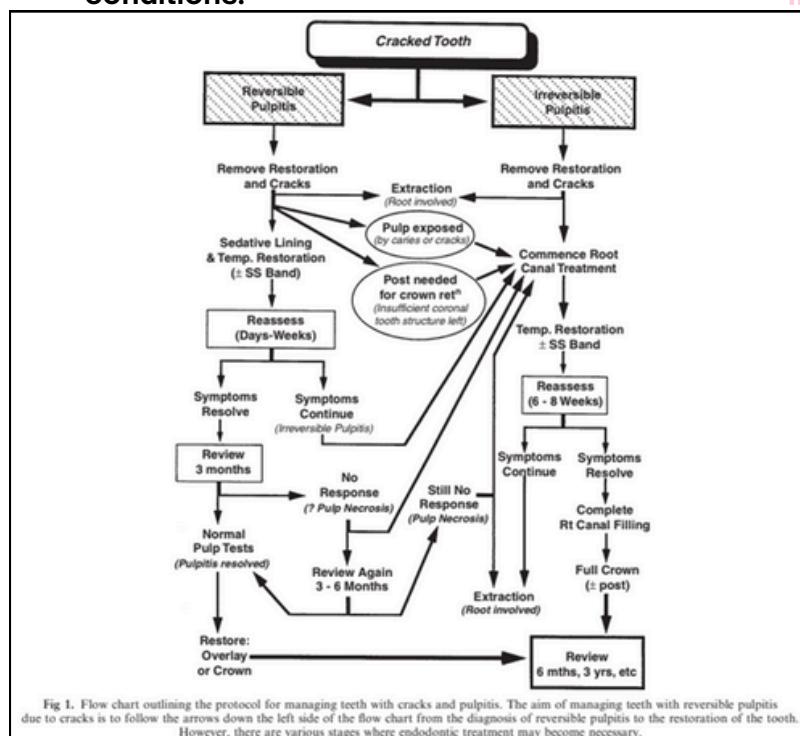 conditions.
Cracked Tooth
Reversible
Pulpitis
Irreversible
Pulpitis
Remove Restoration
and Cracks
Remove Restoration
and Cracks
Extraction
(Root involved)
Pulp exposed
(by caries or cracks)
Sedative Lining
& Temp. Restoration
(± SS Band)
Commence Root
Canal Treatment
Post needed
for crown retⁿ
(Insufficient coronal
tooth structure left)
Reassess
(Days-Weeks)
Temp. Restoration
± SS Band
Reassess
(6 - 8 Weeks)
Symptoms
Resolve
Symptoms
Continue
(Irreversible Pulpitis)
Review
3 months
Symptoms
Continue
Symptoms
Resolve
No
Response
(? Pulp Necrosis)
Still No
Response
(Pulp Necrosis)
Complete
Rt Canal Filling
Normal
Pulp Tests
(Pulpitis resolved)
Review Again
3 - 6 Months
Full Crown
(± post)
Extraction
(Root involved)
Restore:
Overlay
or Crown
Review
6 mths, 3 yrs, etc
Fig 1. Flow chart outlining the protocol for managing teeth with cracks and pulpitis. The aim of managing teeth with reversible pulpitis
due to cracks is to follow the arrows down the left side of the flow chart from the diagnosis of reversible pulpitis to the restoration of the tooth.
However, there are various stages where endodontic treatment may become necessary.